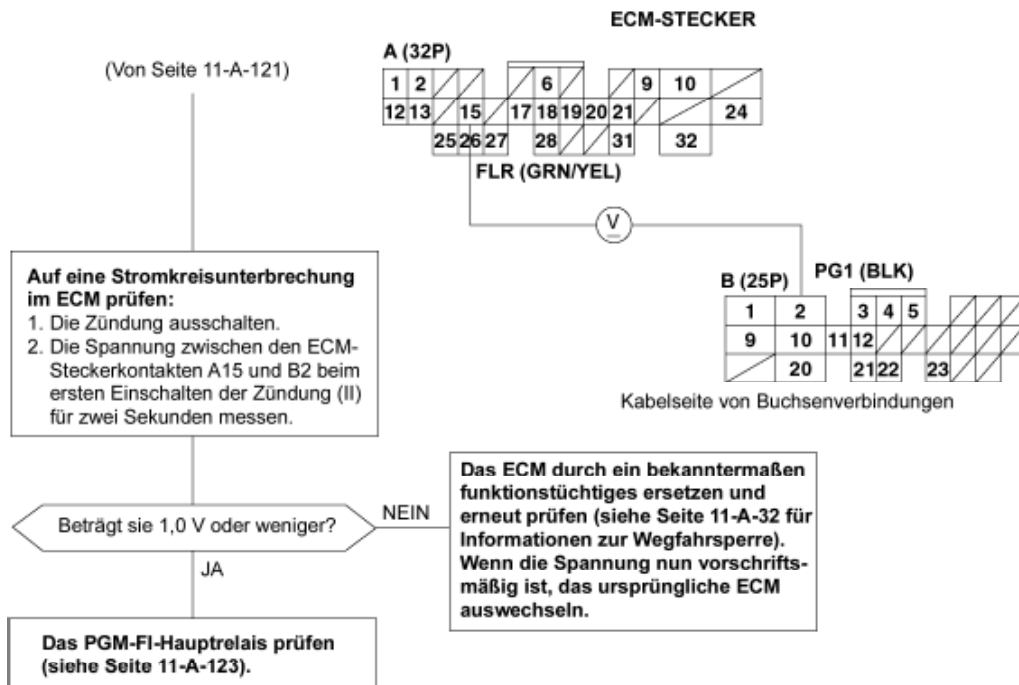 ECM-STECKER
A (32P)
(Von Seite 11-A-121)
1 2 6 9 10
12 13 15 17 18 19 20 21 24
25 26 27 28 31 32
FLR (GRN/YEL)
V
PG1 (BLK)
B (25P)
1 2 3 4 5
9 10 11 12
20 21 22 23
Kabelseite von Buchsenverbindungen
Auf eine Stromkreisunterbrechung
im ECM prüfen:
1. Die Zündung ausschalten.
2. Die Spannung zwischen den ECM-
Steckerkontakten A15 und B2 beim
ersten Einschalten der Zündung (II)
für zwei Sekunden messen.
Beträgt sie 1,0 V oder weniger?
NEIN
Das ECM durch ein bekanntermaßen
funktionstüchtiges ersetzen und
erneut prüfen (siehe Seite 11-A-32 für
Informationen zur Wegfahrsperre).
Wenn die Spannung nun vorschrifts-
mäßig ist, das ursprüngliche ECM
auswechseln.
JA
Das PGM-FI-Hauptrelais prüfen
(siehe Seite 11-A-123).